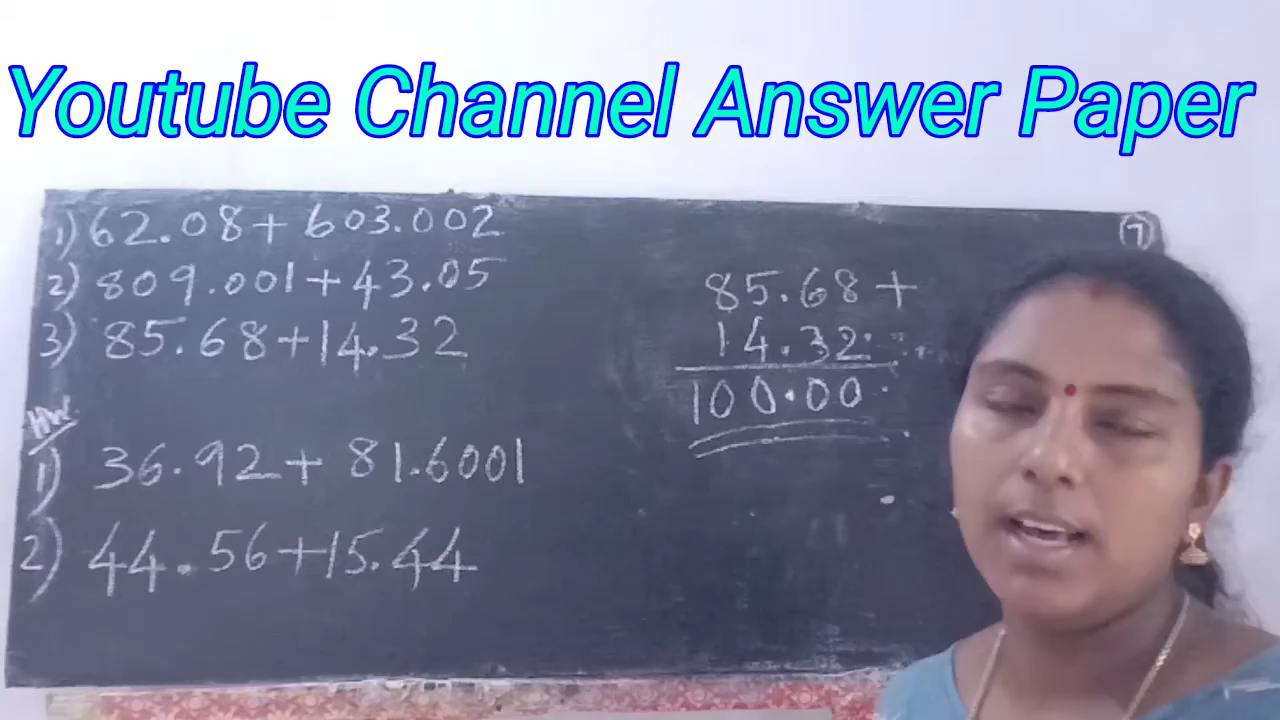 Youtube Channel Answer Paper
1) 62.08+ 603.002
2) 809.001+43.05
3) 85.68+14.32
HW
1) 36.92+ 81.6001
2) 44.56+15.44
7
85.68+
14.32
100.00